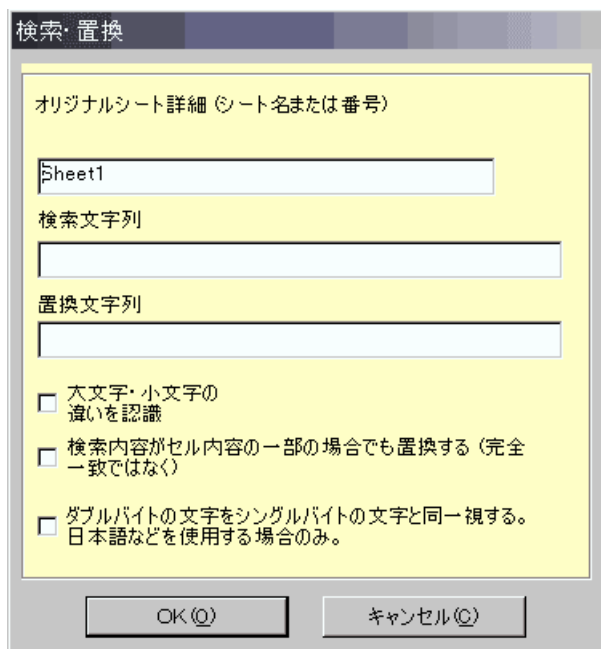 検索・置換
オリジナルシート詳細 (シート名または番号)
Sheet1
検索文字列
置換文字列
大文字・小文字の
違いを認識
検索内容がセル内容の一部の場合でも置換する (完全
一致ではなく)
ダブルバイトの文字をシングルバイトの文字と同一視する。
日本語などを使用する場合のみ。
OK(O) キャンセル(C)